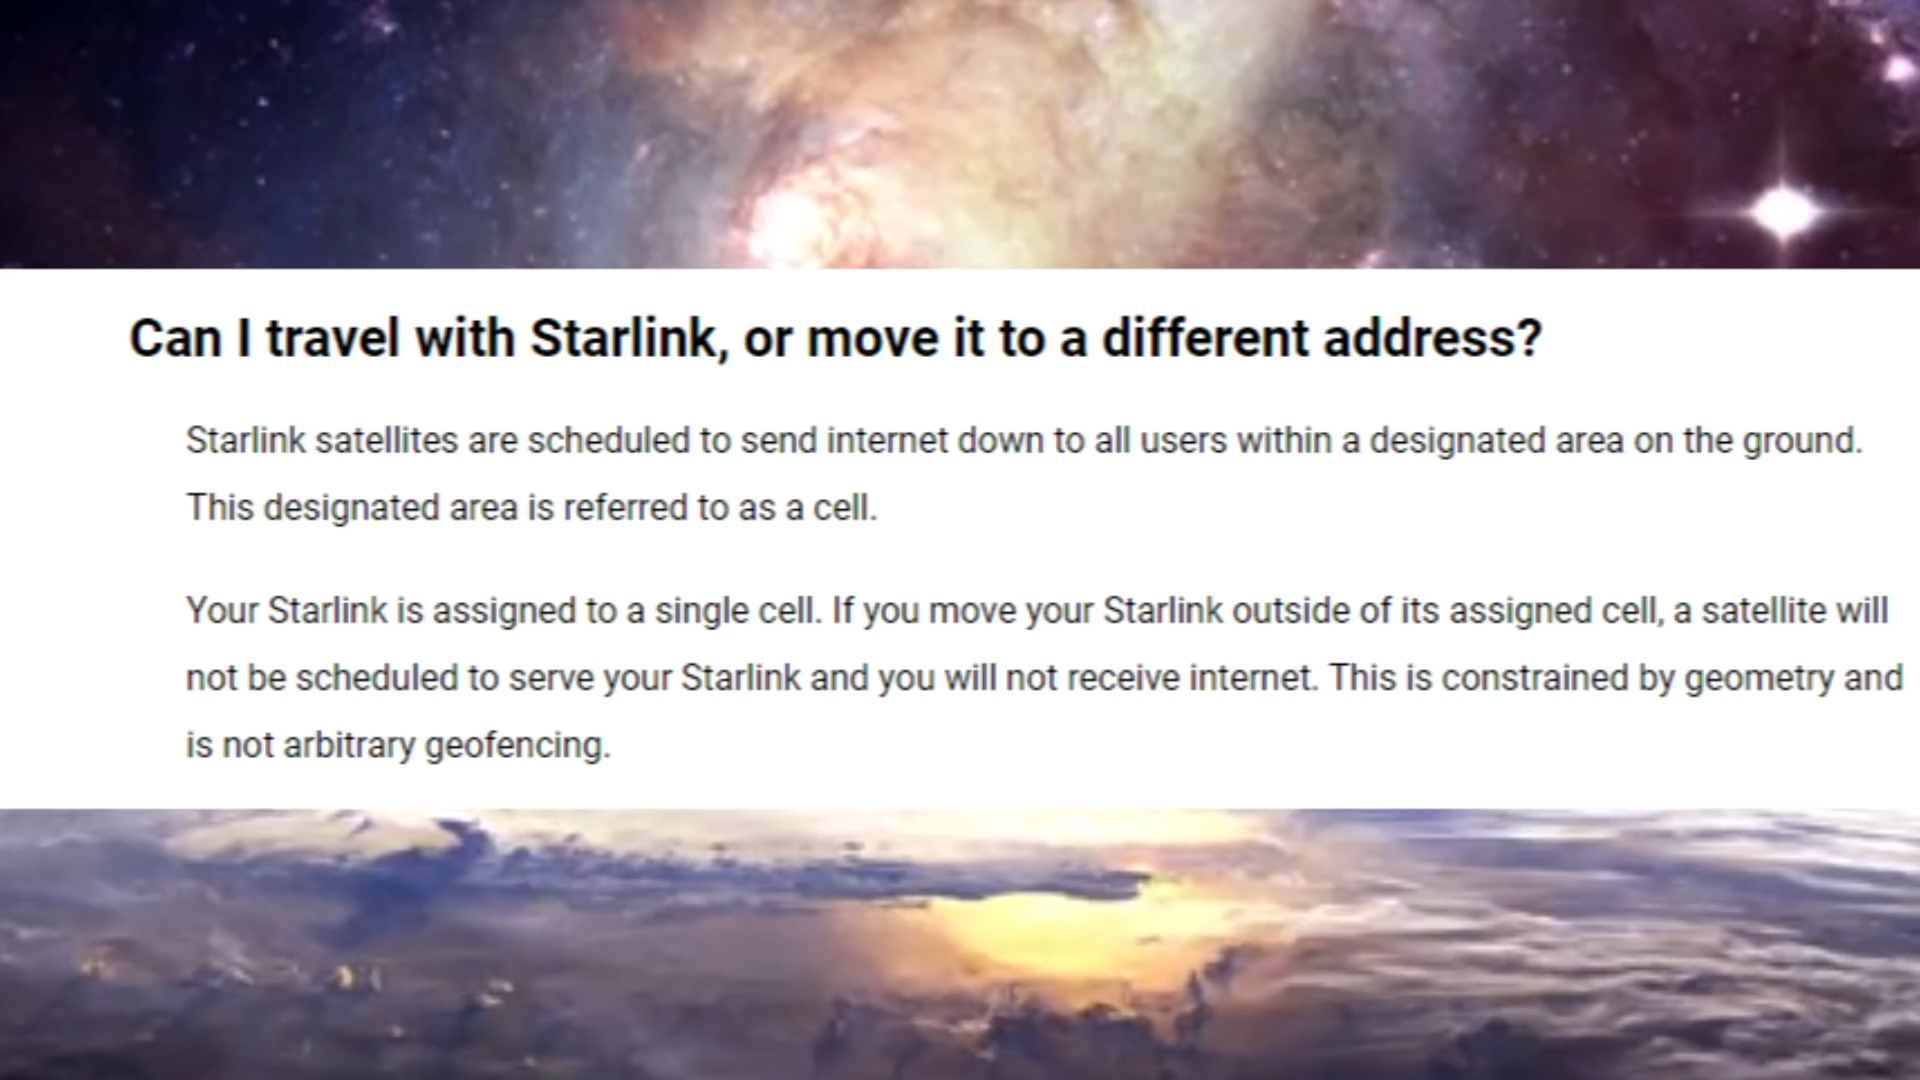 Can I travel with Starlink, or move it to a different address?
Starlink satellites are scheduled to send internet down to all users within a designated area on the ground.
This designated area is referred to as a cell.
Your Starlink is assigned to a single cell. If you move your Starlink outside of its assigned cell, a satellite will
not be scheduled to serve your Starlink and you will not receive internet. This is constrained by geometry and
is not arbitrary geofencing.